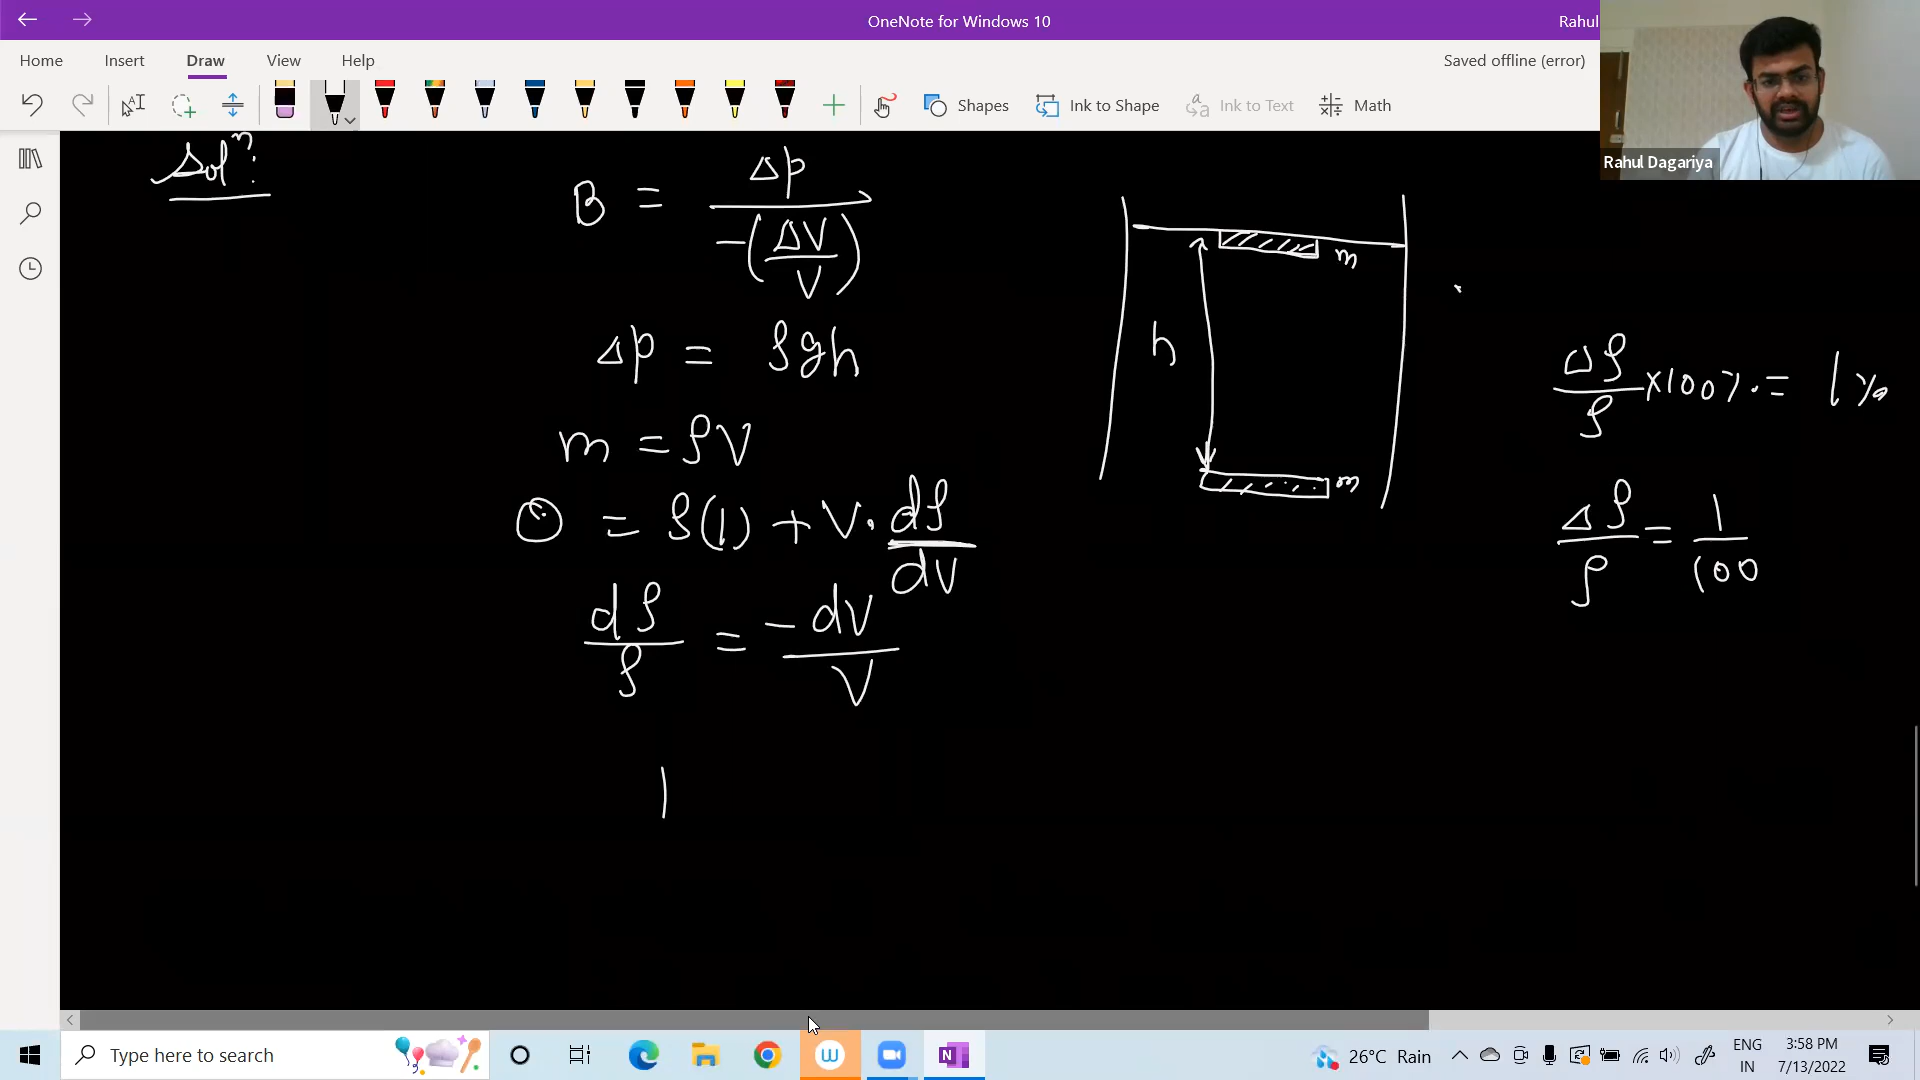 OneNote for Windows 10
Rahul
Home Insert Draw View Help
Saved offline (error)
Shapes Ink to Shape Ink to Text Math
Rahul Dagariya
Solⁿ:
B = Δp / -(ΔV/V)
m
Δp = ρgh
h
Δρ/ρ ×100% = 1%
m = ρV
m
0 = ρ(1) + V·dρ/dV
Δρ/ρ = 1/100
dρ/ρ = -dV/V
Type here to search
26°C Rain
ENG
IN
3:58 PM
7/13/2022